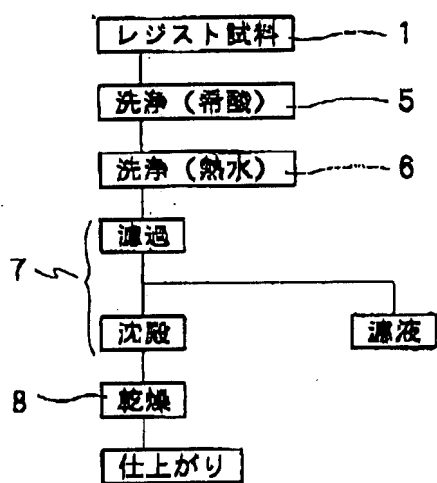 レジスト試料 1
洗浄（希酸） 5
洗浄（熱水） 6
濾過
7
沈殿 濾液
8 乾燥
仕上がり